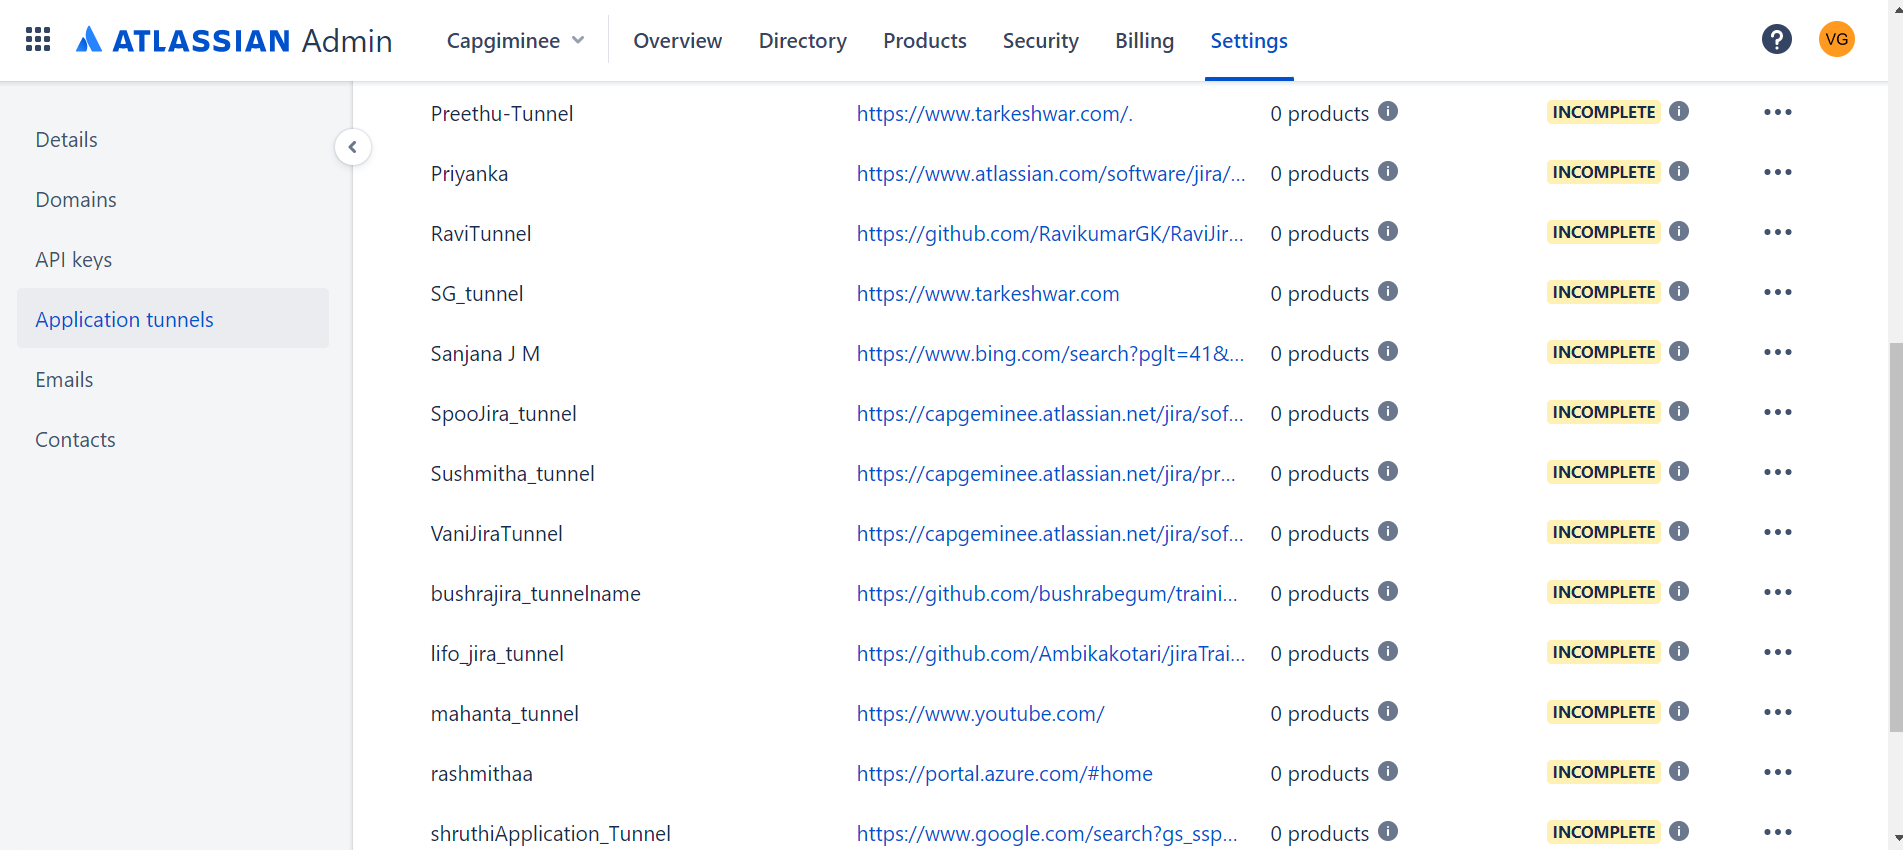 ATLASSIAN Admin Capgiminee Overview Directory Products Security Billing Settings ? VG
Details
Domains
API keys
Application tunnels
Emails
Contacts
Preethu-Tunnel https://www.tarkeshwar.com/. 0 products i INCOMPLETE i
Priyanka https://www.atlassian.com/software/jira/... 0 products i INCOMPLETE i
RaviTunnel https://github.com/RavikumarGK/RaviJir... 0 products i INCOMPLETE i
SG_tunnel https://www.tarkeshwar.com 0 products i INCOMPLETE i
Sanjana J M https://www.bing.com/search?pglt=41&... 0 products i INCOMPLETE i
SpooJira_tunnel https://capgeminee.atlassian.net/jira/sof... 0 products i INCOMPLETE i
Sushmitha_tunnel https://capgeminee.atlassian.net/jira/pr... 0 products i INCOMPLETE i
VaniJiraTunnel https://capgeminee.atlassian.net/jira/sof... 0 products i INCOMPLETE i
bushrajira_tunnelname https://github.com/bushrabegum/traini... 0 products i INCOMPLETE i
lifo_jira_tunnel https://github.com/Ambikakotari/jiraTrai... 0 products i INCOMPLETE i
mahanta_tunnel https://www.youtube.com/ 0 products i INCOMPLETE i
rashmithaa https://portal.azure.com/#home 0 products i INCOMPLETE i
shruthiApplication_Tunnel https://www.google.com/search?gs_ssp... 0 products i INCOMPLETE i